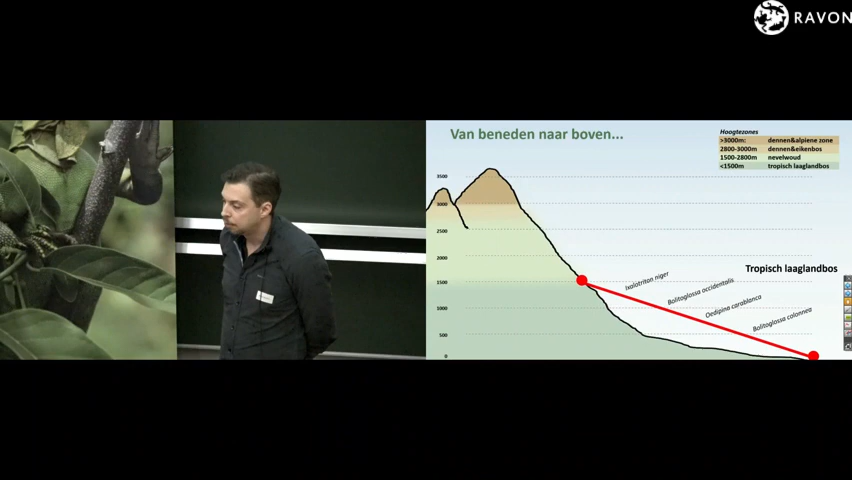 RAVON
Van beneden naar boven...
Hoogtezones
>3000m: dennen&alpiene zone
2800-3000m dennen&eikenbos
1500-2800m nevelwoud
<1500m tropisch laaglandbos
3500
3000
2500
2000
1500
1000
500
0
Tropisch laaglandbos
Ixalotriton niger
Bolitoglossa occidentalis
Oedipina carablanca
Bolitoglossa colonnea